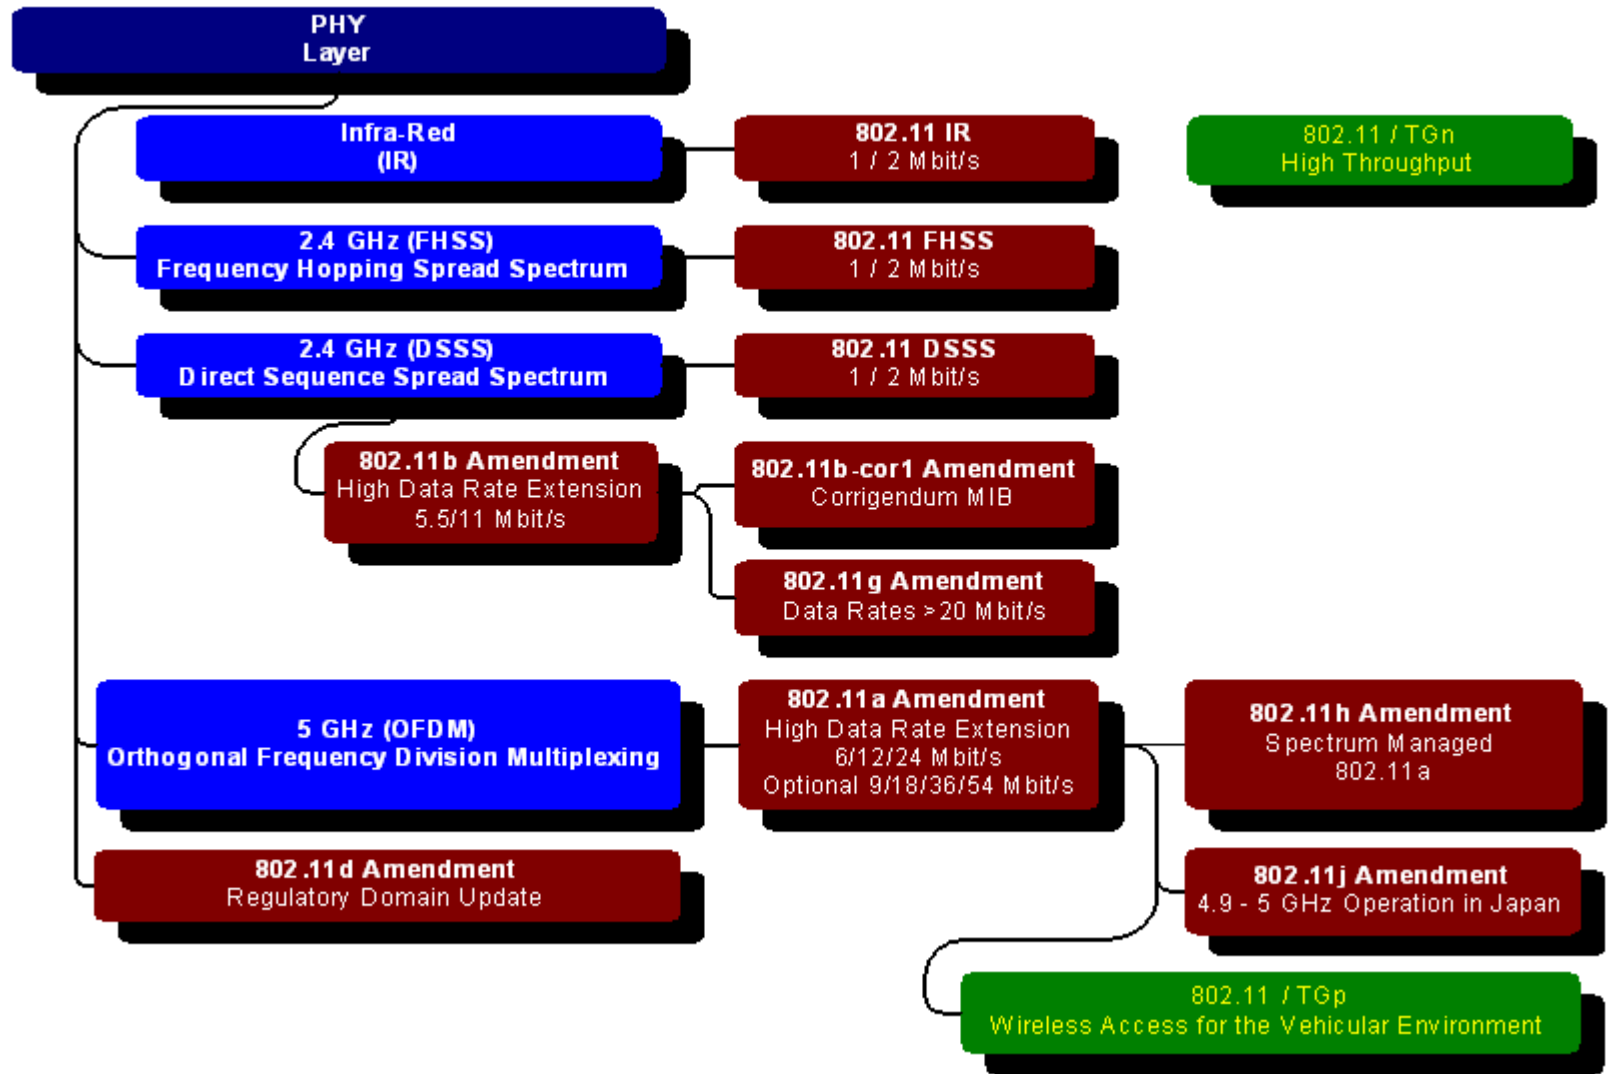 PHY
Layer
Infra-Red
(IR)
802.11 IR
1 / 2 Mbit/s
802.11 / TGn
High Throughput
2.4 GHz (FHSS)
Frequency Hopping Spread Spectrum
802.11 FHSS
1 / 2 Mbit/s
2.4 GHz (DSSS)
Direct Sequence Spread Spectrum
802.11 DSSS
1 / 2 Mbit/s
802.11b Amendment
High Data Rate Extension
5.5/11 Mbit/s
802.11b-cor1 Amendment
Corrigendum MIB
802.11g Amendment
Data Rates >20 Mbit/s
5 GHz (OFDM)
Orthogonal Frequency Division Multiplexing
802.11a Amendment
High Data Rate Extension
6/12/24 Mbit/s
Optional 9/18/36/54 Mbit/s
802.11h Amendment
Spectrum Managed
802.11a
802.11d Amendment
Regulatory Domain Update
802.11j Amendment
4.9 - 5 GHz Operation in Japan
802.11 / TGp
Wireless Access for the Vehicular Environment